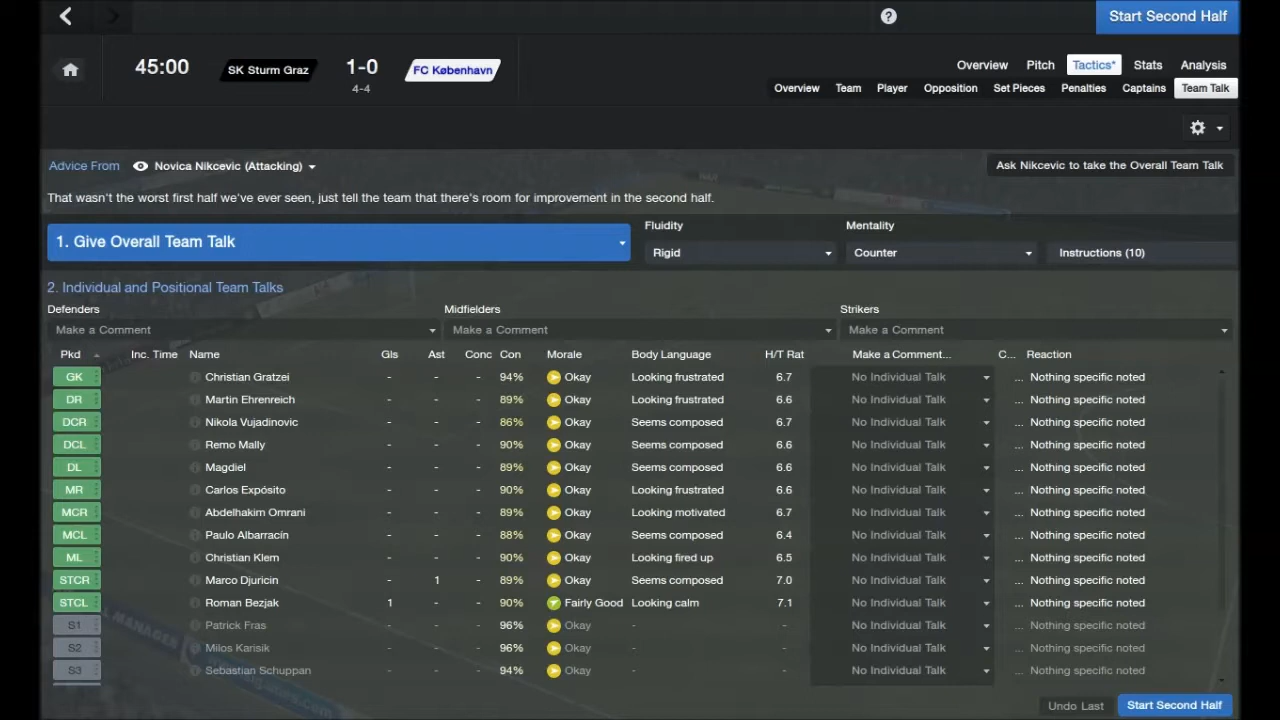 Start Second Half
45:00 SK Sturm Graz 1-0 FC København
4-4
Overview Pitch Tactics* Stats Analysis
Overview Team Player Opposition Set Pieces Penalties Captains Team Talk
Advice From Novica Nikcevic (Attacking) Ask Nikcevic to take the Overall Team Talk
That wasn't the worst first half we've ever seen, just tell the team that there's room for improvement in the second half.
Fluidity Mentality
1. Give Overall Team Talk Rigid Counter Instructions (10)
2. Individual and Positional Team Talks
Defenders Midfielders Strikers
Make a Comment Make a Comment Make a Comment
Pkd Inc. Time Name Gls Ast Conc Con Morale Body Language H/T Rat Make a Comment... C... Reaction
GK Christian Gratzei - - - 94% Okay Looking frustrated 6.7 No Individual Talk ... Nothing specific noted
DR Martin Ehrenreich - - - 89% Okay Looking frustrated 6.6 No Individual Talk ... Nothing specific noted
DCR Nikola Vujadinovic - - - 86% Okay Seems composed 6.7 No Individual Talk ... Nothing specific noted
DCL Remo Mally - - - 90% Okay Seems composed 6.6 No Individual Talk ... Nothing specific noted
DL Magdiel - - - 89% Okay Seems composed 6.6 No Individual Talk ... Nothing specific noted
MR Carlos Expósito - - - 90% Okay Looking frustrated 6.6 No Individual Talk ... Nothing specific noted
MCR Abdelhakim Omrani - - - 90% Okay Looking motivated 6.7 No Individual Talk ... Nothing specific noted
MCL Paulo Albarracín - - - 88% Okay Seems composed 6.4 No Individual Talk ... Nothing specific noted
ML Christian Klem - - - 90% Okay Looking fired up 6.5 No Individual Talk ... Nothing specific noted
STCR Marco Djuricin - 1 - 89% Okay Seems composed 7.0 No Individual Talk ... Nothing specific noted
STCL Roman Bezjak 1 - - 90% Fairly Good Looking calm 7.1 No Individual Talk ... Nothing specific noted
S1 Patrick Fras - - - 96% Okay - - No Individual Talk ... Nothing specific noted
S2 Milos Karisik - - - 96% Okay - - No Individual Talk ... Nothing specific noted
S3 Sebastian Schuppan - - - 94% Okay - - No Individual Talk ... Nothing specific noted
Undo Last Start Second Half